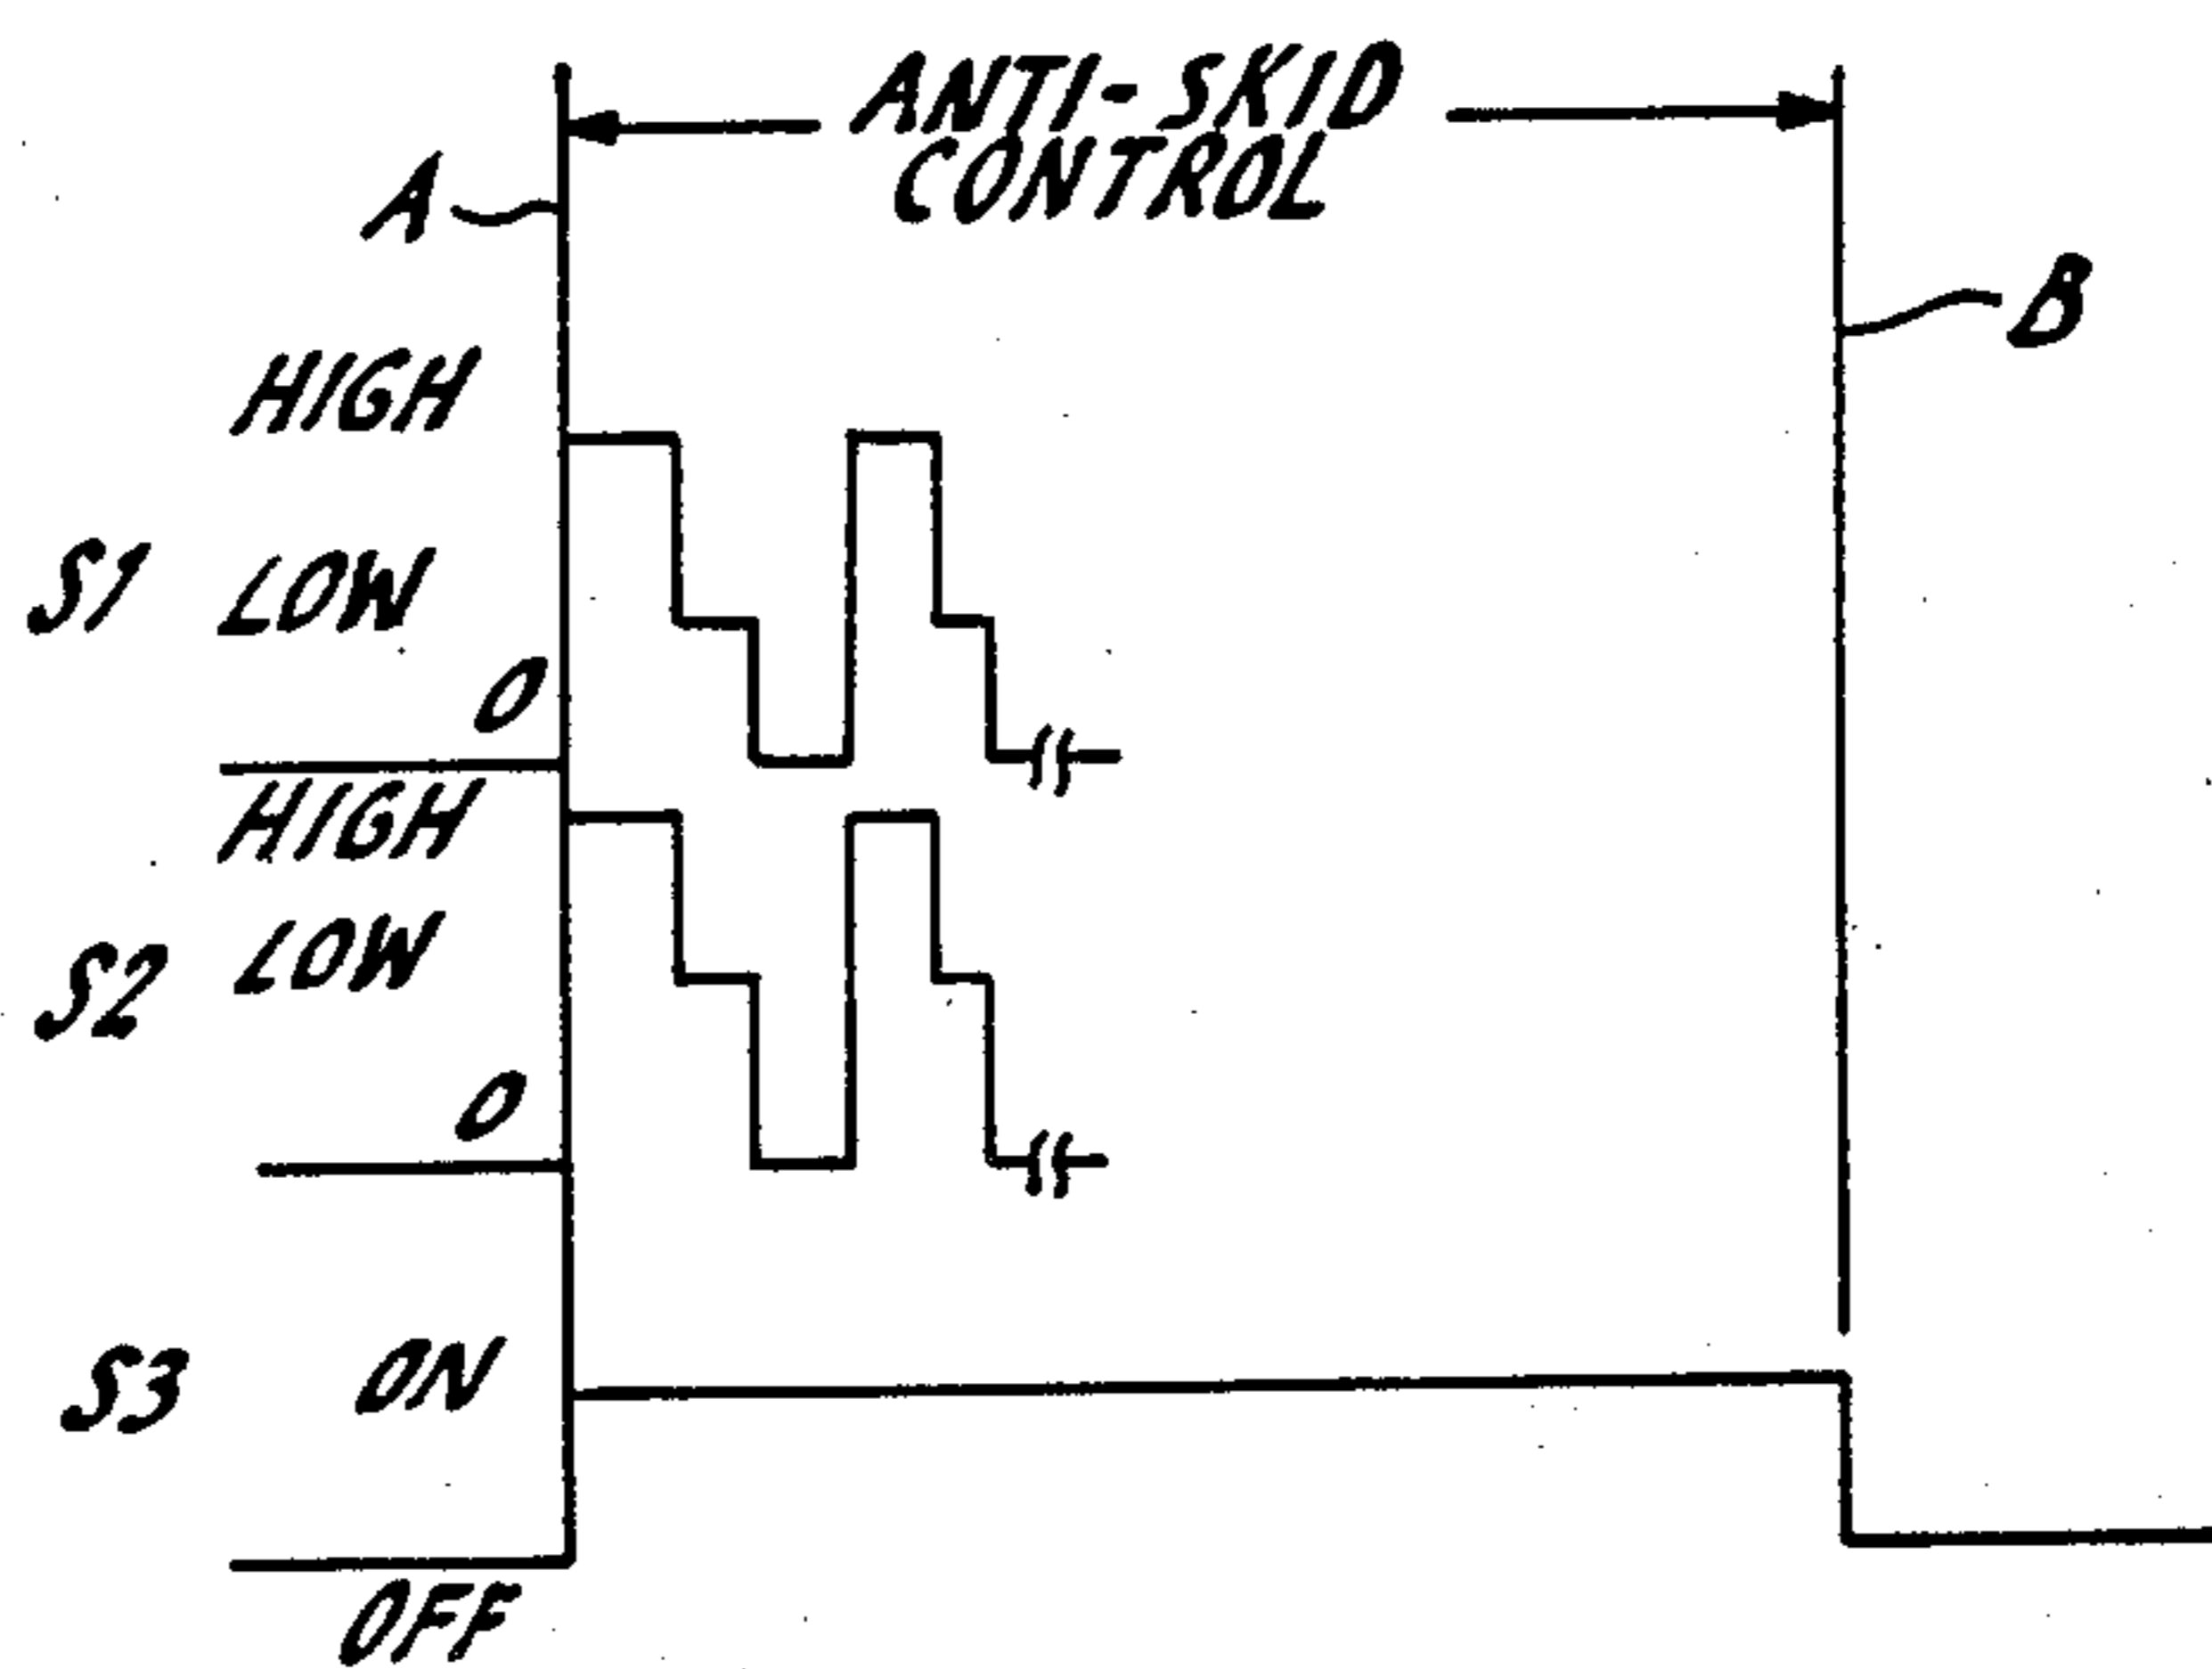 ANTI-SKID
CONTROL
A
B
HIGH
S1 LOW
0
HIGH
S2 LOW
0
S3 ON
OFF